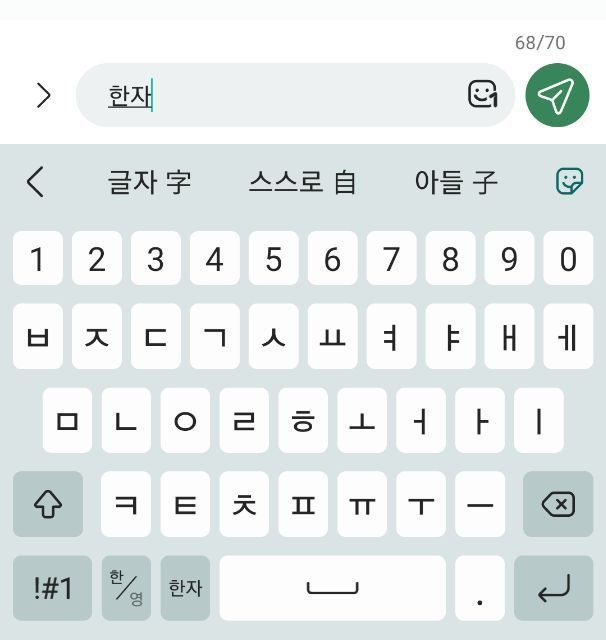 68/70
한자
글자 字 스스로 自 아들 子
1 2 3 4 5 6 7 8 9 0
ㅂ ㅈ ㄷ ㄱ ㅅ ㅛ ㅕ ㅑ ㅐ ㅔ
ㅁ ㄴ ㅇ ㄹ ㅎ ㅗ ㅓ ㅏ ㅣ
ㅋ ㅌ ㅊ ㅍ ㅠ ㅜ ㅡ
!#1 한/영 한자 .